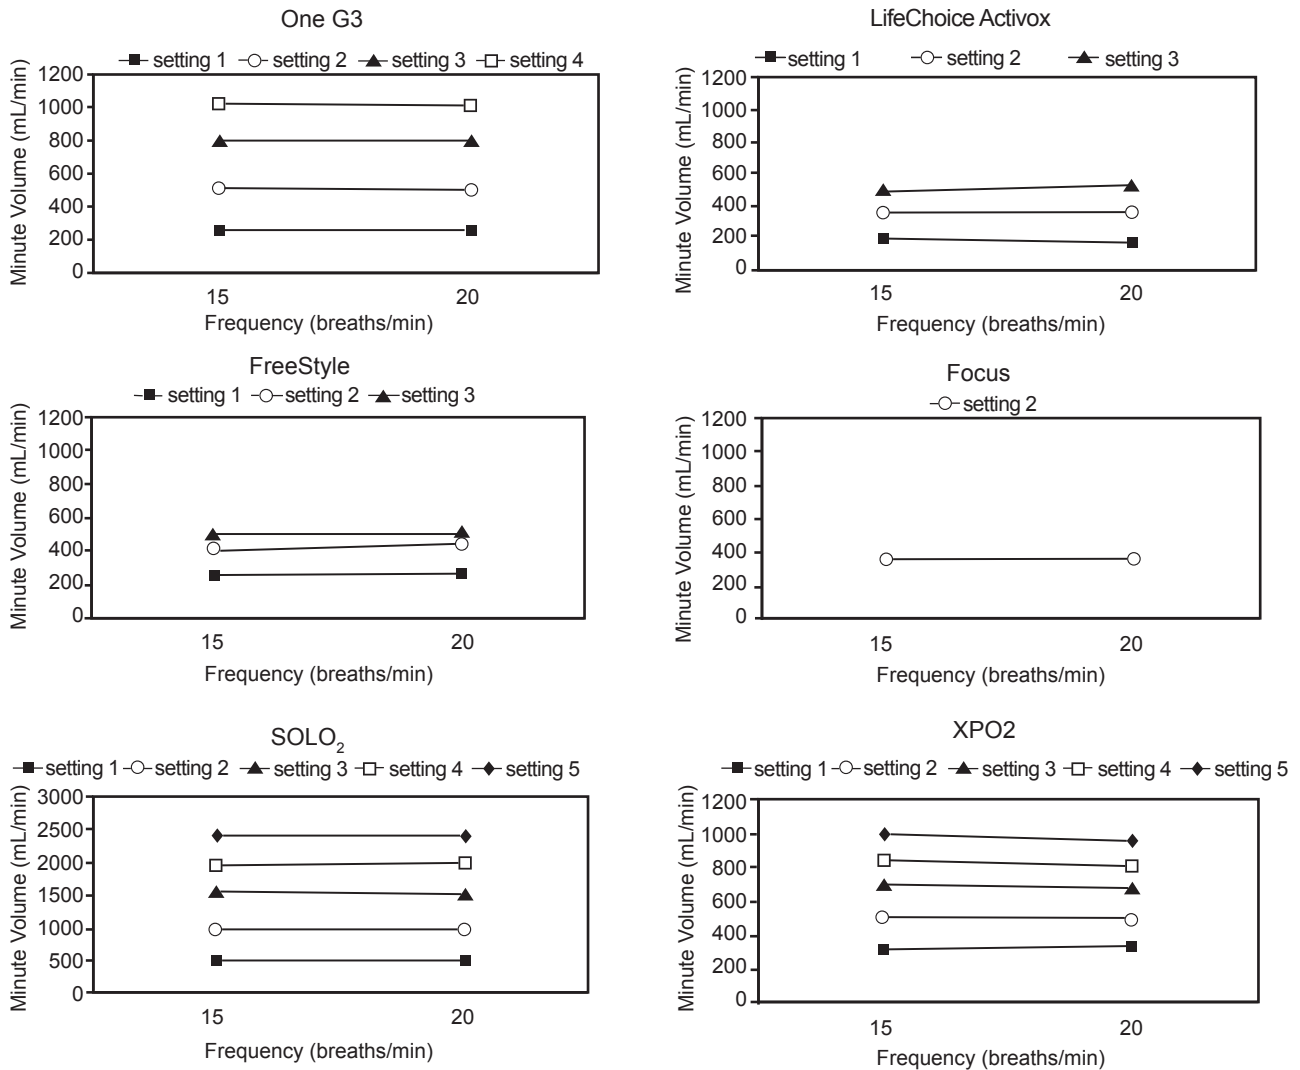 One G3
setting 1 setting 2 setting 3 setting 4
Minute Volume (mL/min)
1200
1000
800
600
400
200
0
15 20
Frequency (breaths/min)
LifeChoice Activox
setting 1 setting 2 setting 3
Minute Volume (mL/min)
1200
1000
800
600
400
200
0
15 20
Frequency (breaths/min)
FreeStyle
setting 1 setting 2 setting 3
Minute Volume (mL/min)
1200
1000
800
600
400
200
0
15 20
Frequency (breaths/min)
Focus
setting 2
Minute Volume (mL/min)
1200
1000
800
600
400
200
0
15 20
Frequency (breaths/min)
SOLO2
setting 1 setting 2 setting 3 setting 4 setting 5
Minute Volume (mL/min)
3000
2500
2000
1500
1000
500
0
15 20
Frequency (breaths/min)
XPO2
setting 1 setting 2 setting 3 setting 4 setting 5
Minute Volume (mL/min)
1200
1000
800
600
400
200
0
15 20
Frequency (breaths/min)